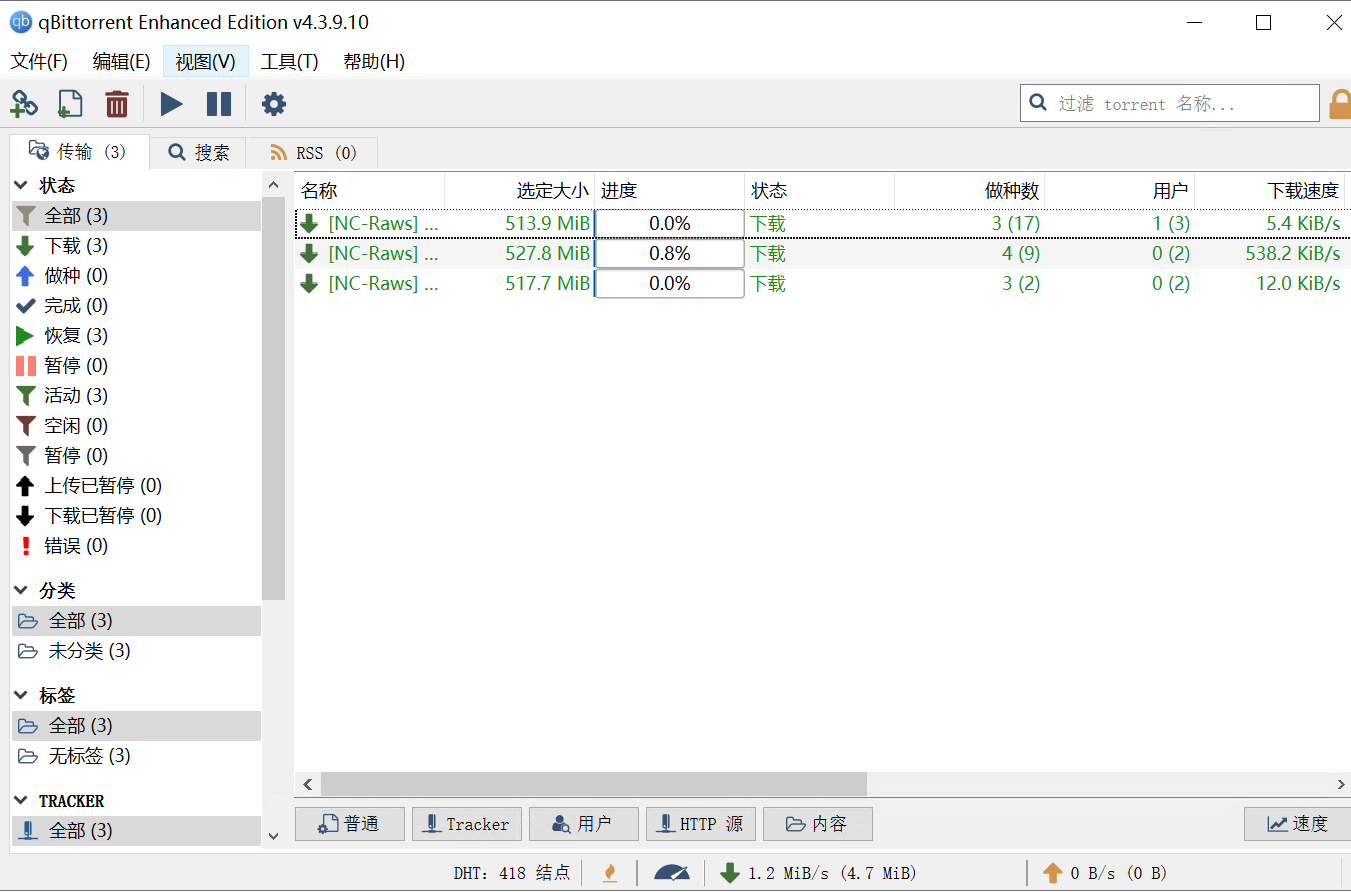 qb qBittorrent Enhanced Edition v4.3.9.10
文件(F) 编辑(E) 视图(V) 工具(T) 帮助(H)
过滤 torrent 名称...
传输 (3) 搜索 RSS (0)
状态
全部 (3)
下载 (3)
做种 (0)
完成 (0)
恢复 (3)
暂停 (0)
活动 (3)
空闲 (0)
暂停 (0)
上传已暂停 (0)
下载已暂停 (0)
错误 (0)
分类
全部 (3)
未分类 (3)
标签
全部 (3)
无标签 (3)
TRACKER
全部 (3)
名称 选定大小 进度 状态 做种数 用户 下载速度
[NC-Raws] ... 513.9 MiB 0.0% 下载 3 (17) 1 (3) 5.4 KiB/s
[NC-Raws] ... 527.8 MiB 0.8% 下载 4 (9) 0 (2) 538.2 KiB/s
[NC-Raws] ... 517.7 MiB 0.0% 下载 3 (2) 0 (2) 12.0 KiB/s
普通 Tracker 用户 HTTP 源 内容 速度
DHT: 418 结点 1.2 MiB/s (4.7 MiB) 0 B/s (0 B)